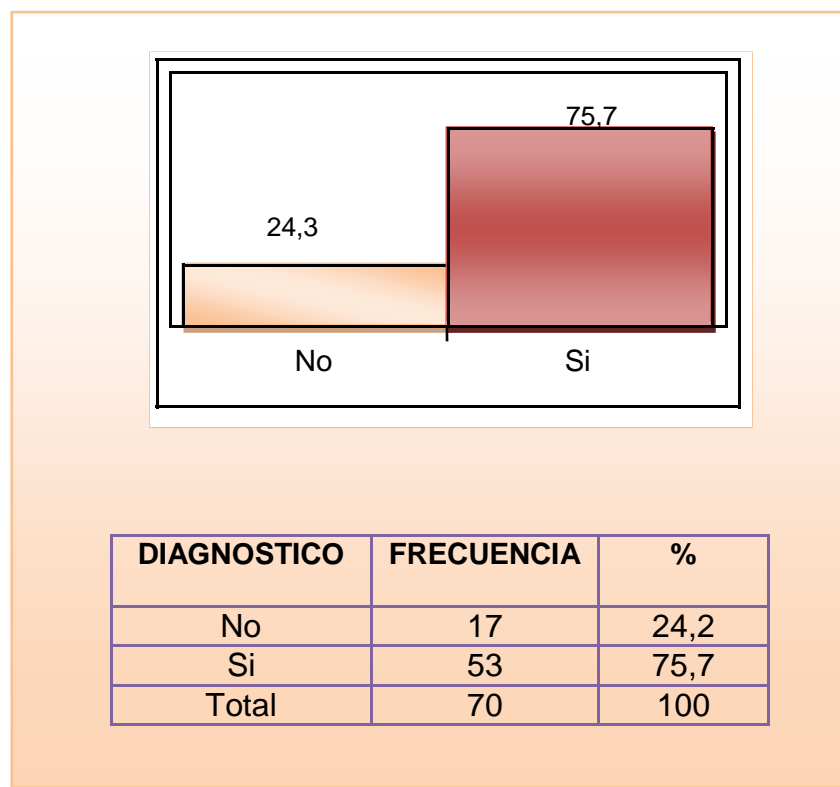 75,7
24,3
No Si
DIAGNOSTICO FRECUENCIA %
No 17 24,2
Si 53 75,7
Total 70 100